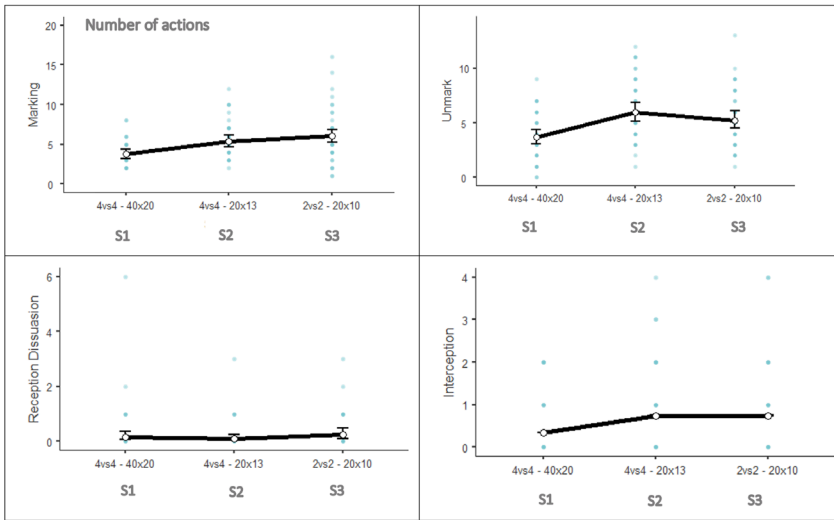 Number of actions
Marking
20
15
10
5
0
4vs4 - 40x20
4vs4 - 20x13
2vs2 - 20x10
S1
S2
S3
Unmark
10
5
0
4vs4 - 40x20
4vs4 - 20x13
2vs2 - 20x10
S1
S2
S3
Reception Dissuasion
6
4
2
0
4vs4 - 40x20
4vs4 - 20x13
2vs2 - 20x10
S1
S2
S3
Interception
4
3
2
1
0
4vs4 - 40x20
4vs4 - 20x13
2vs2 - 20x10
S1
S2
S3